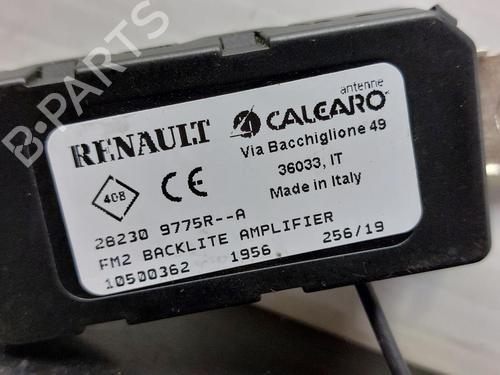 B-PARTS
RENAULT
antenne
CALEARO
Via Bacchiglione 49
36033, IT
Made in Italy
408
CE
28230 9775R--A
FM2 BACKLITE AMPLIFIER
10500362 1956 256/19